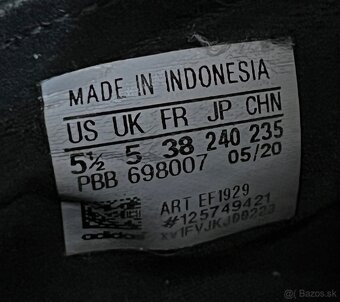 MADE IN INDONESIA
US UK FR JP CHN
5½ 5 38 240 235
PBB 698007 05/20
ART EF1929
#125749421
adidas
© Bazos.sk